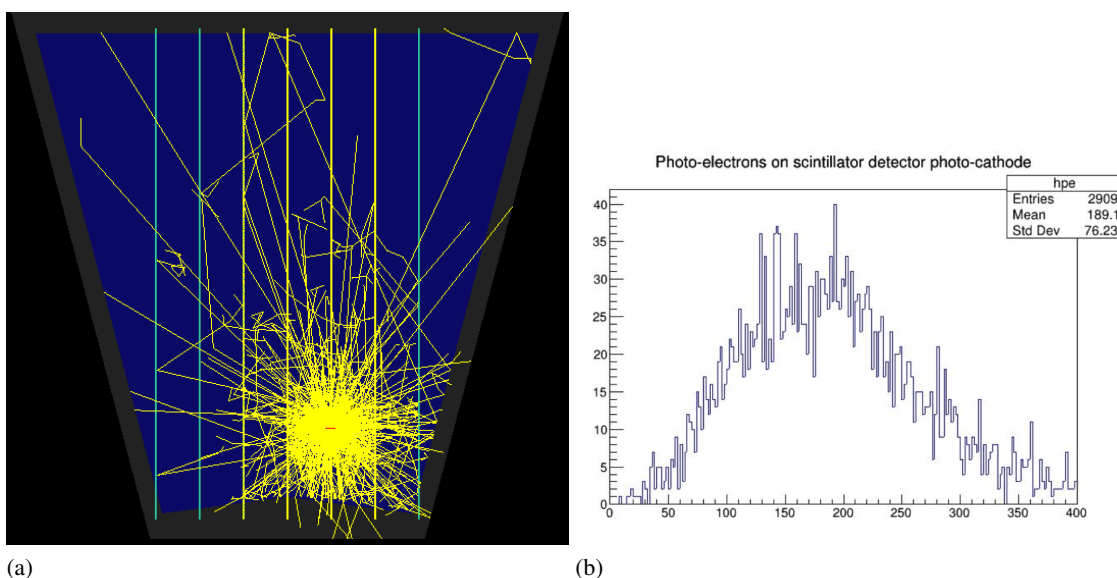 Photo-electrons on scintillator detector photo-cathode
hpe
Entries 2909
Mean 189.1
Std Dev 76.23
40
35
30
25
20
15
10
5
0
0 50 100 150 200 250 300 350 400
(a) (b)